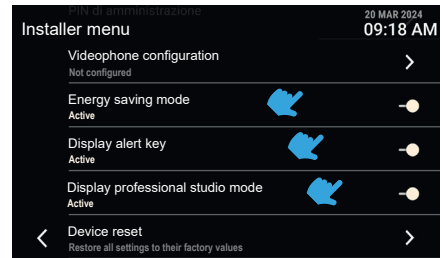 PIN di amministrazione
20 MAR 2024
Installer menu
09:18 AM
Videophone configuration
Not configured
Energy saving mode
Active
Display alert key
Active
Display professional studio mode
Active
Device reset
Restore all settings to their factory values